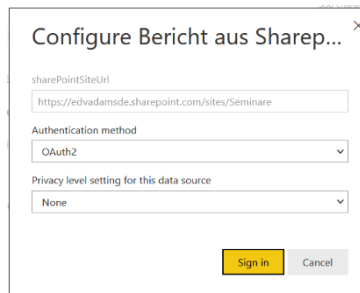 Configure Bericht aus Sharep...
sharePointSiteUrl
https://edvadamsde.sharepoint.com/sites/Seminare
Authentication method
OAuth2
Privacy level setting for this data source
None
Sign in
Cancel